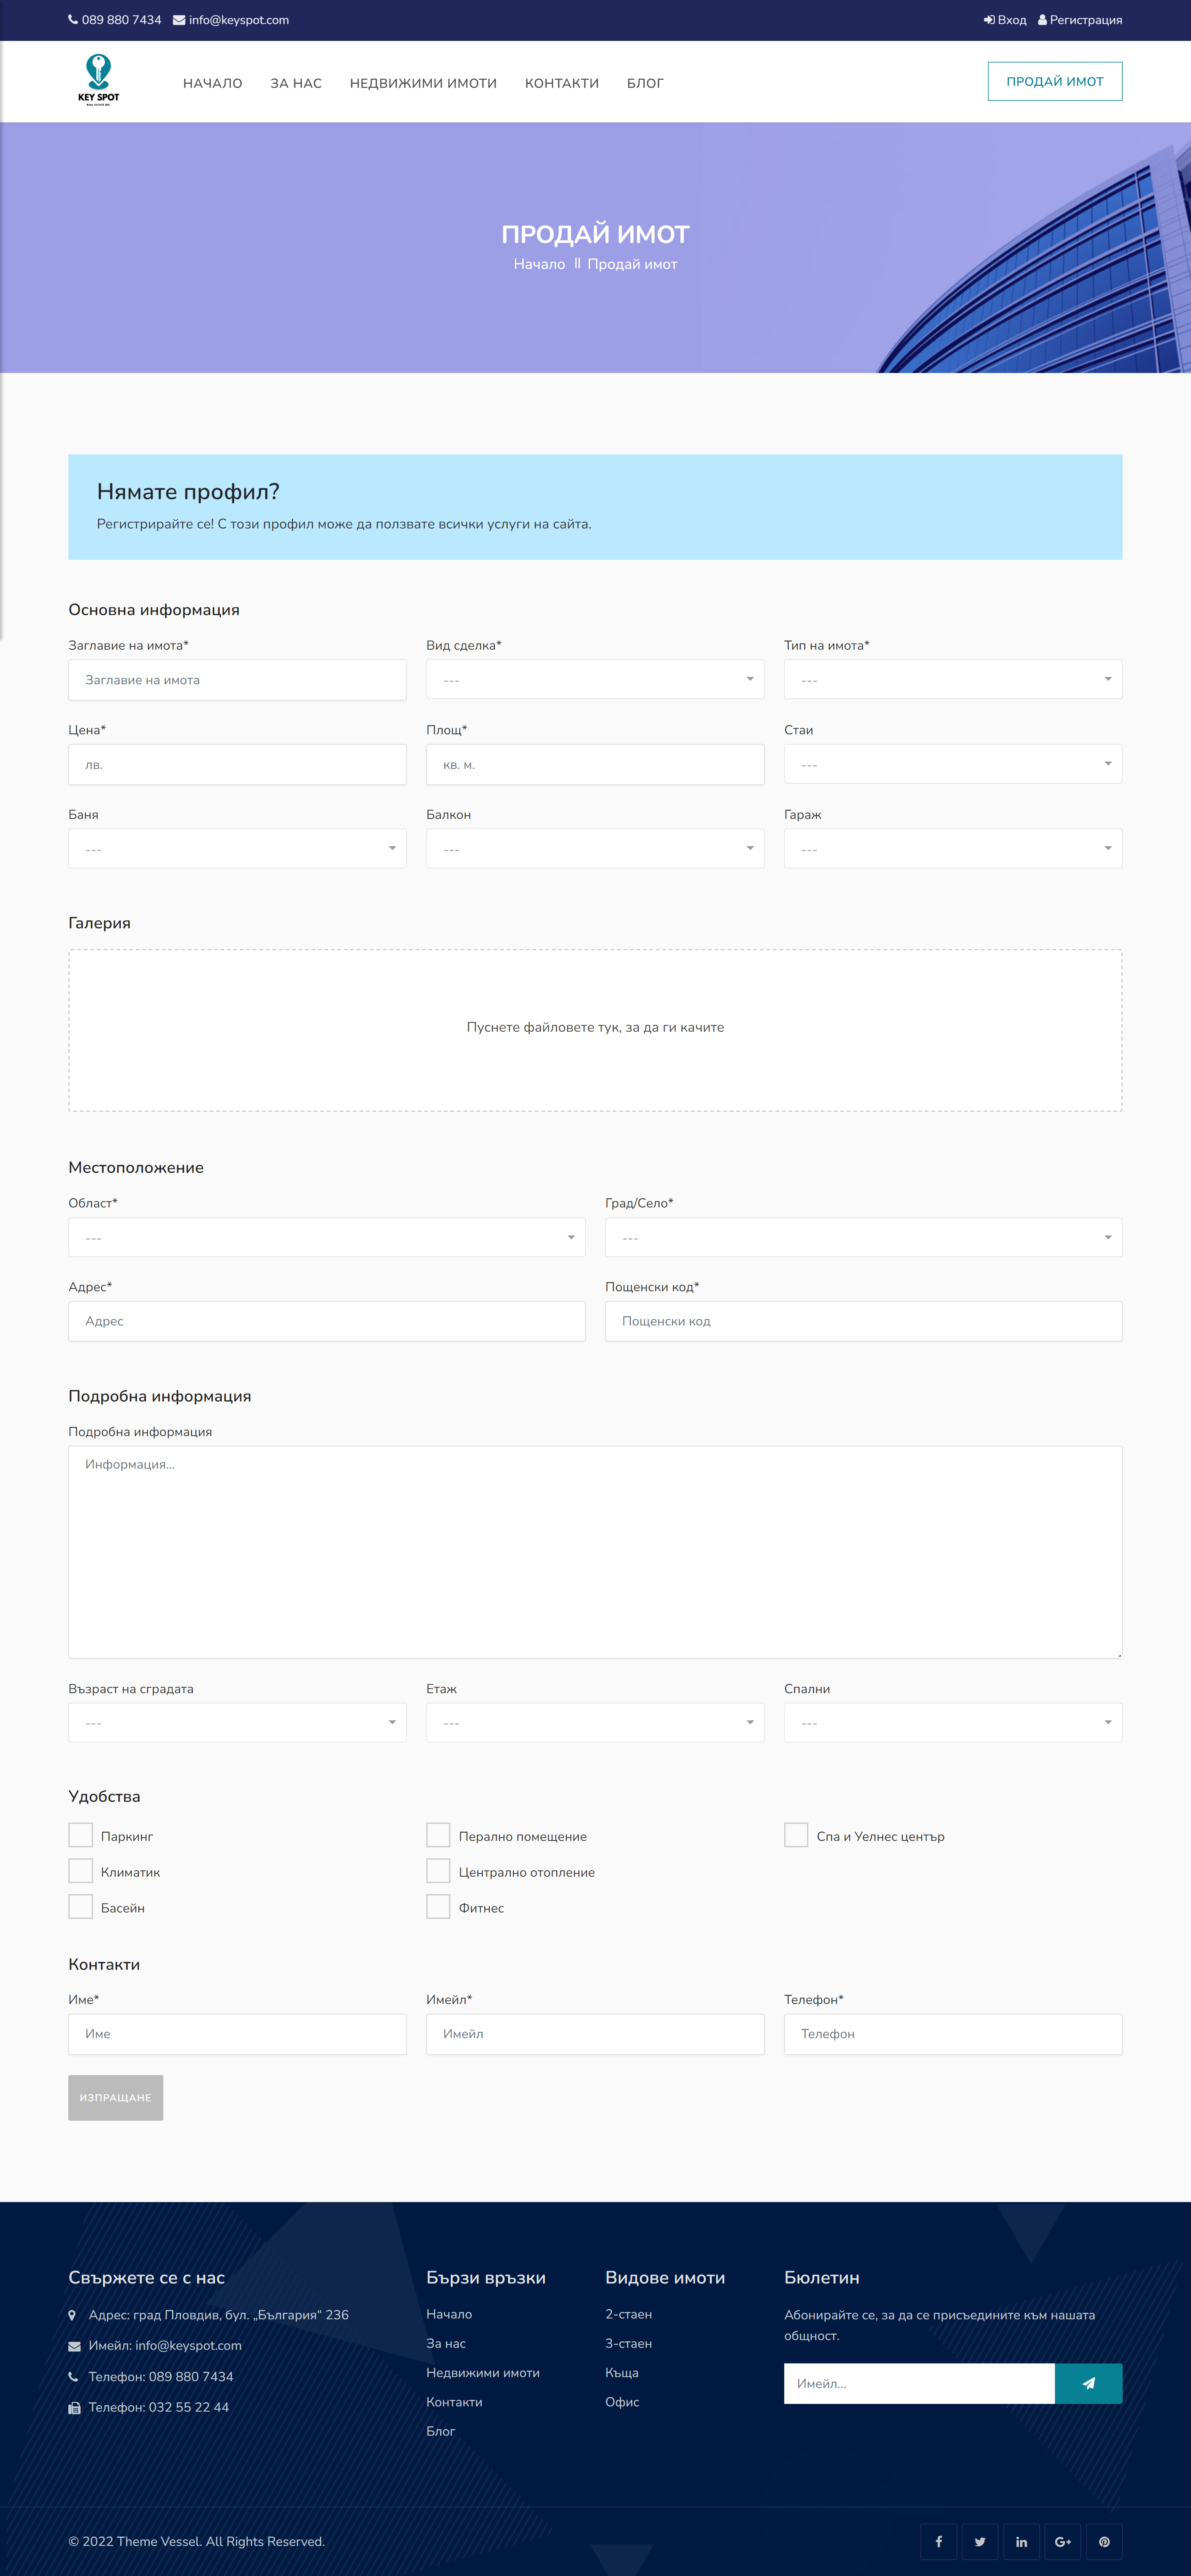 089 880 7434 info@keyspot.com Вход Регистрация
KEY SPOT
REAL ESTATE INC.
НАЧАЛО ЗА НАС НЕДВИЖИМИ ИМОТИ КОНТАКТИ БЛОГ ПРОДАЙ ИМОТ
ПРОДАЙ ИМОТ
Начало || Продай имот
Нямате профил?
Регистрирайте се! С този профил може да ползвате всички услуги на сайта.
Основна информация
Заглавие на имота* Вид сделка* Тип на имота*
Заглавие на имота --- ---
Цена* Площ* Стаи
лв. кв. м. ---
Баня Балкон Гараж
--- --- ---
Галерия
Пуснете файловете тук, за да ги качите
Местоположение
Област* Град/Село*
--- ---
Адрес* Пощенски код*
Адрес Пощенски код
Подробна информация
Подробна информация
Информация...
Възраст на сградата Етаж Спални
--- --- ---
Удобства
Паркинг Перално помещение Спа и Уелнес център
Климатик Централно отопление
Басейн Фитнес
Контакти
Име* Имейл* Телефон*
Име Имейл Телефон
ИЗПРАЩАНЕ
Свържете се с нас
Адрес: град Пловдив, бул. „България“ 236
Имейл: info@keyspot.com
Телефон: 089 880 7434
Телефон: 032 55 22 44
Бързи връзки
Начало
За нас
Недвижими имоти
Контакти
Блог
Видове имоти
2-стаен
3-стаен
Къща
Офис
Бюлетин
Абонирайте се, за да се присъедините към нашата
общност.
Имейл...
© 2022 Theme Vessel. All Rights Reserved.